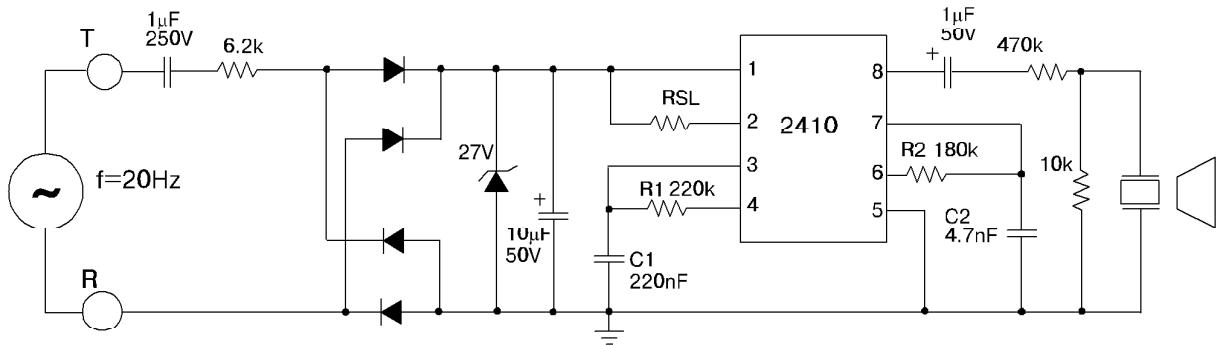 T
1µF
250V
6.2k
f=20Hz
R
27V
10µF
50V
+
RSL
R1 220k
C1
220nF
1
2
3
4
2410
8
7
6
5
+
1µF
50V
470k
R2 180k
C2
4.7nF
10k